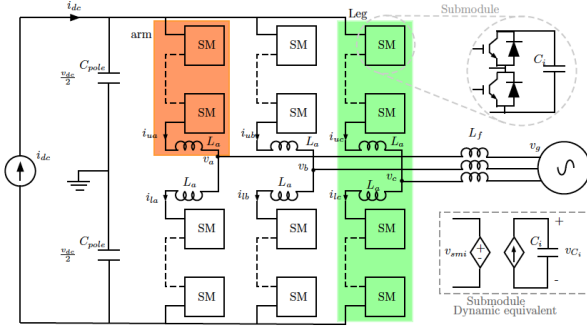 i_dc
Leg
Submodule
arm
SM
SM
SM
C_pole
v_dc/2
C_i
SM
SM
SM
i_ua
L_a
i_ub
L_a
i_uc
L_a
L_f
v_g
i_dc
v_a
v_b
v_c
L_a
L_a
L_a
i_la
i_lb
i_lc
SM
SM
SM
C_pole
v_dc/2
v_smi
+
-
C_i
+
v_Ci
-
SM
SM
SM
Submodule
Dynamic equivalent